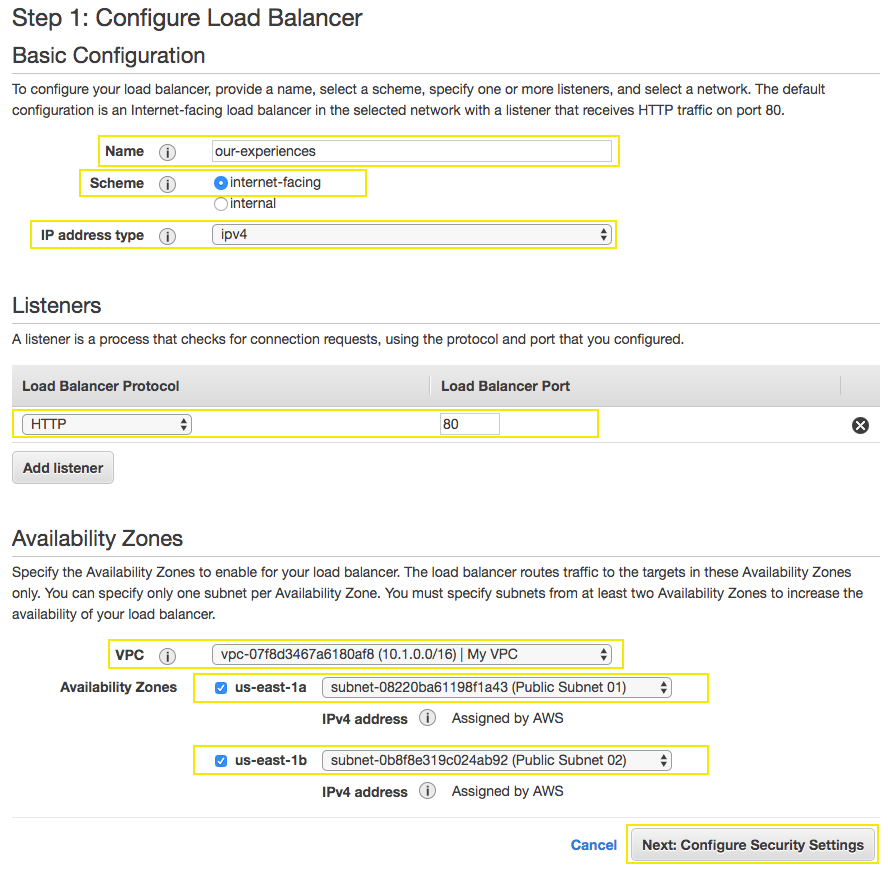 Step 1: Configure Load Balancer
Basic Configuration
To configure your load balancer, provide a name, select a scheme, specify one or more listeners, and select a network. The default
configuration is an Internet-facing load balancer in the selected network with a listener that receives HTTP traffic on port 80.
Name i our-experiences
Scheme i internet-facing
internal
IP address type i ipv4
Listeners
A listener is a process that checks for connection requests, using the protocol and port that you configured.
Load Balancer Protocol Load Balancer Port
HTTP 80
Add listener
Availability Zones
Specify the Availability Zones to enable for your load balancer. The load balancer routes traffic to the targets in these Availability Zones
only. You can specify only one subnet per Availability Zone. You must specify subnets from at least two Availability Zones to increase the
availability of your load balancer.
VPC i vpc-07f8d3467a6180af8 (10.1.0.0/16) | My VPC
Availability Zones us-east-1a subnet-08220ba61198f1a43 (Public Subnet 01)
IPv4 address i Assigned by AWS
us-east-1b subnet-0b8f8e319c024ab92 (Public Subnet 02)
IPv4 address i Assigned by AWS
Cancel Next: Configure Security Settings